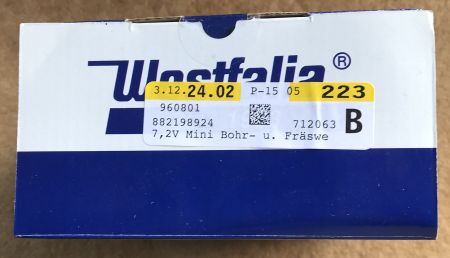 Westfalia®
3.12. 24.02 P-15 05 223
960801
882198924 712063 B
7,2V Mini Bohr- u. Fräswe